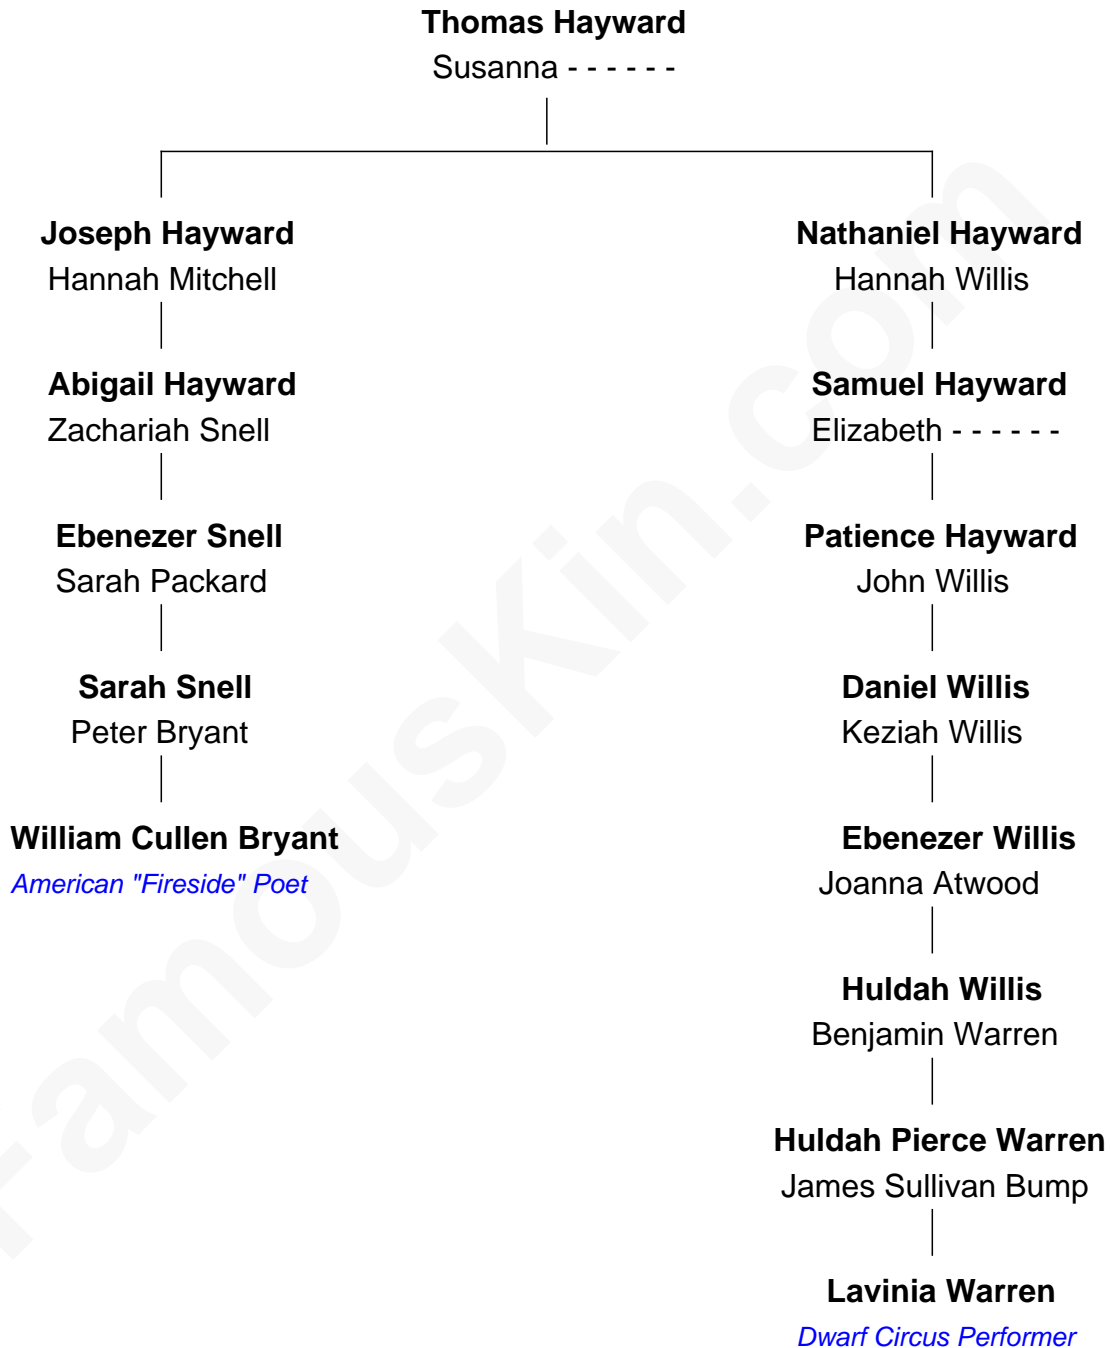 Thomas Hayward
Susanna - - - - - -
Joseph Hayward
Hannah Mitchell
Abigail Hayward
Zachariah Snell
Ebenezer Snell
Sarah Packard
Sarah Snell
Peter Bryant
William Cullen Bryant
American "Fireside" Poet
Nathaniel Hayward
Hannah Willis
Samuel Hayward
Elizabeth - - - - - -
Patience Hayward
John Willis
Daniel Willis
Keziah Willis
Ebenezer Willis
Joanna Atwood
Huldah Willis
Benjamin Warren
Huldah Pierce Warren
James Sullivan Bump
Lavinia Warren
Dwarf Circus Performer
FamousKin.com